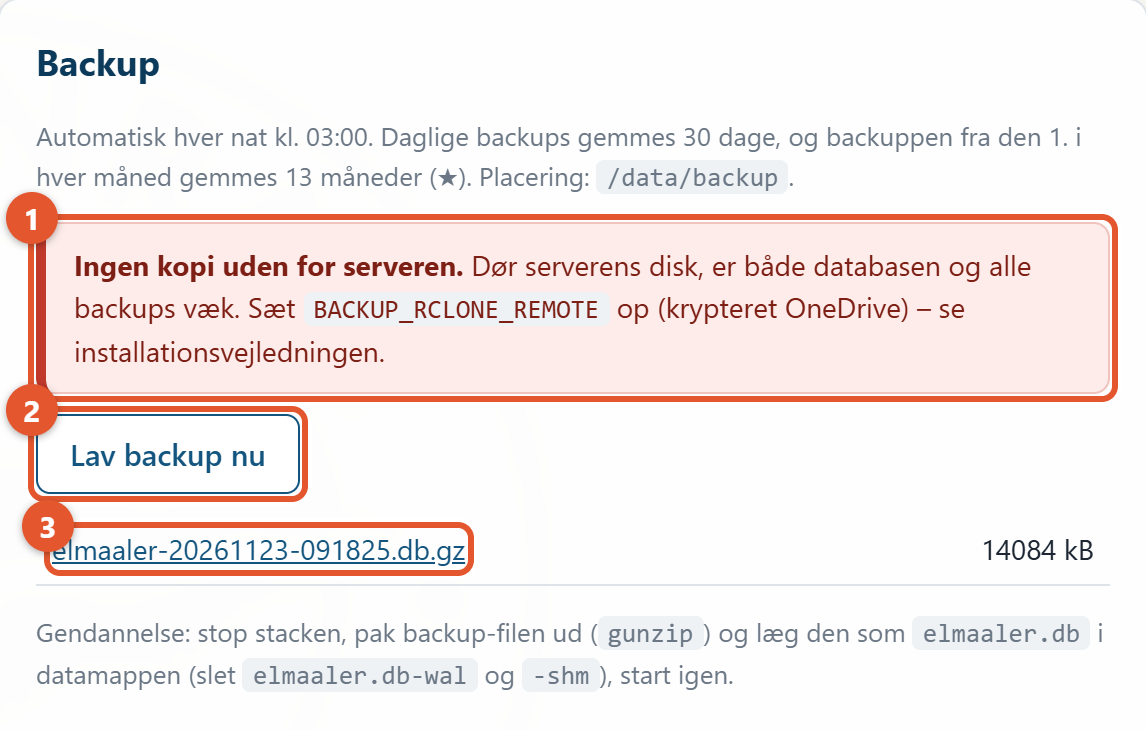 Backup
Automatisk hver nat kl. 03:00. Daglige backups gemmes 30 dage, og backuppen fra den 1. i
hver måned gemmes 13 måneder (★). Placering: /data/backup.
1
Ingen kopi uden for serveren. Dør serverens disk, er både databasen og alle
backups væk. Sæt BACKUP_RCLONE_REMOTE op (krypteret OneDrive) – se
installationsvejledningen.
2
Lav backup nu
3
elmaaler-20261123-091825.db.gz 14084 kB
Gendannelse: stop stacken, pak backup-filen ud (gunzip) og læg den som elmaaler.db i
datamappen (slet elmaaler.db-wal og -shm), start igen.